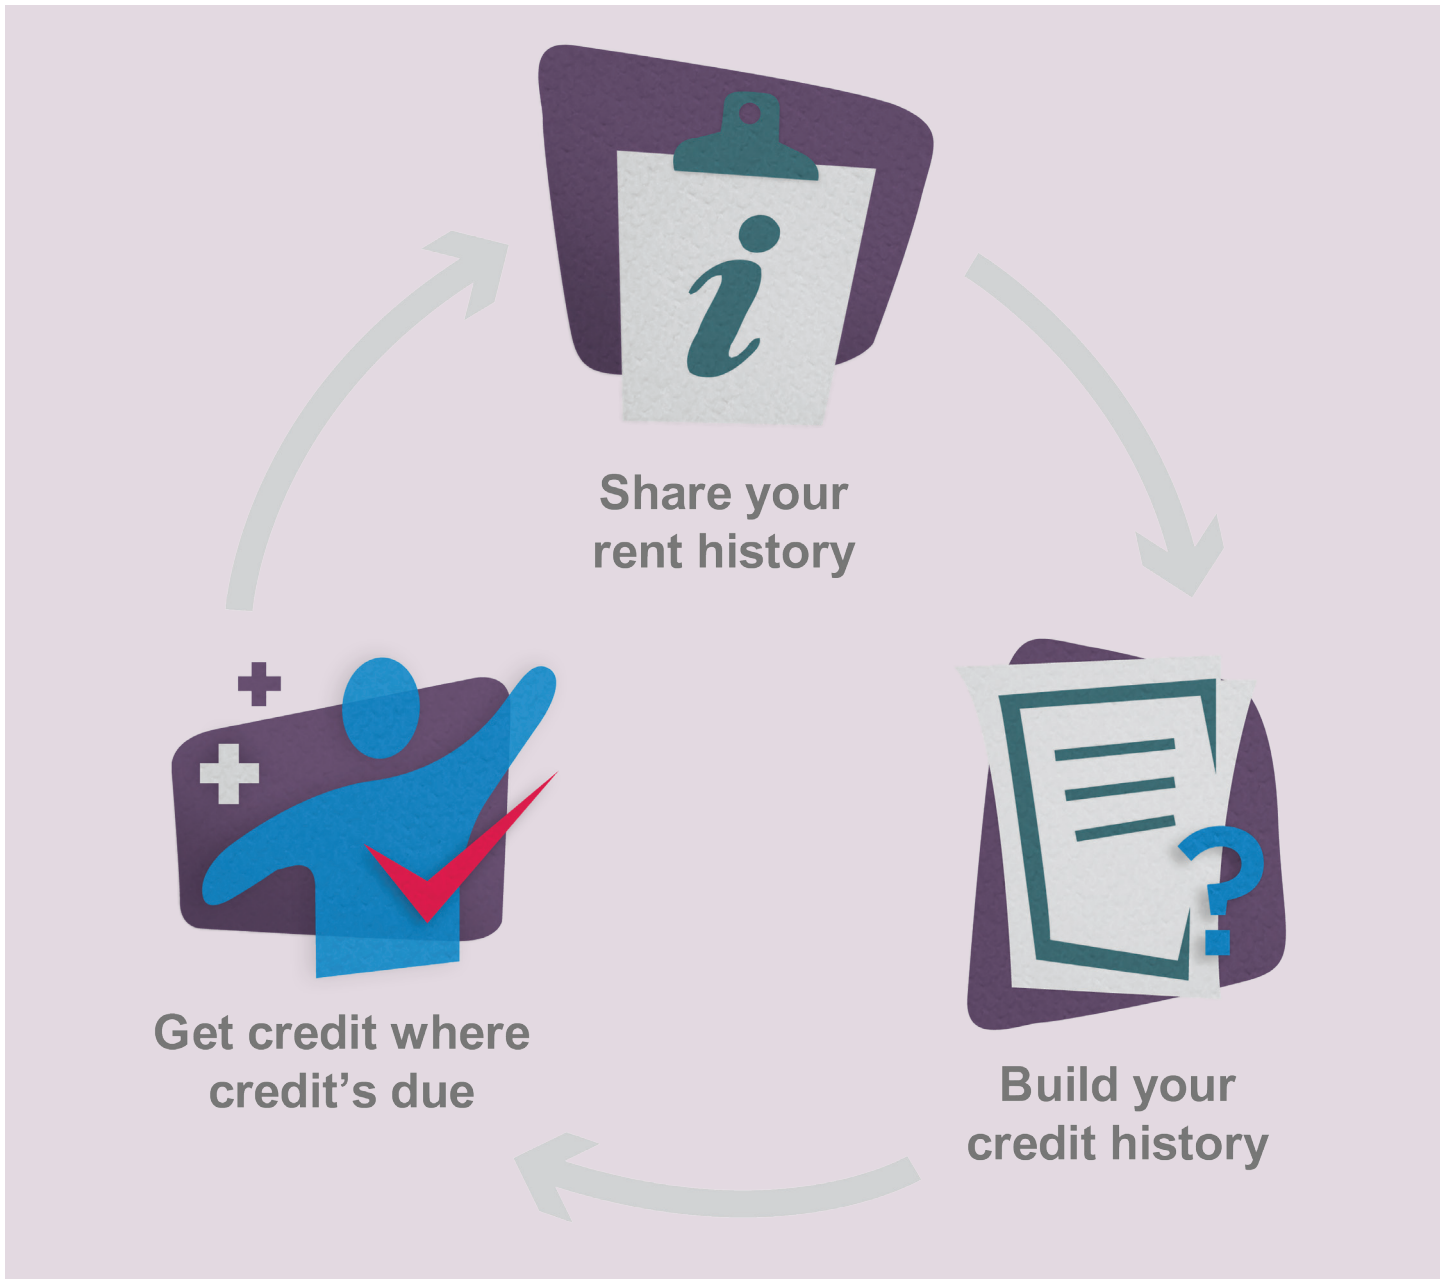 i
Share your
rent history
?
Build your
credit history
Get credit where
credit’s due